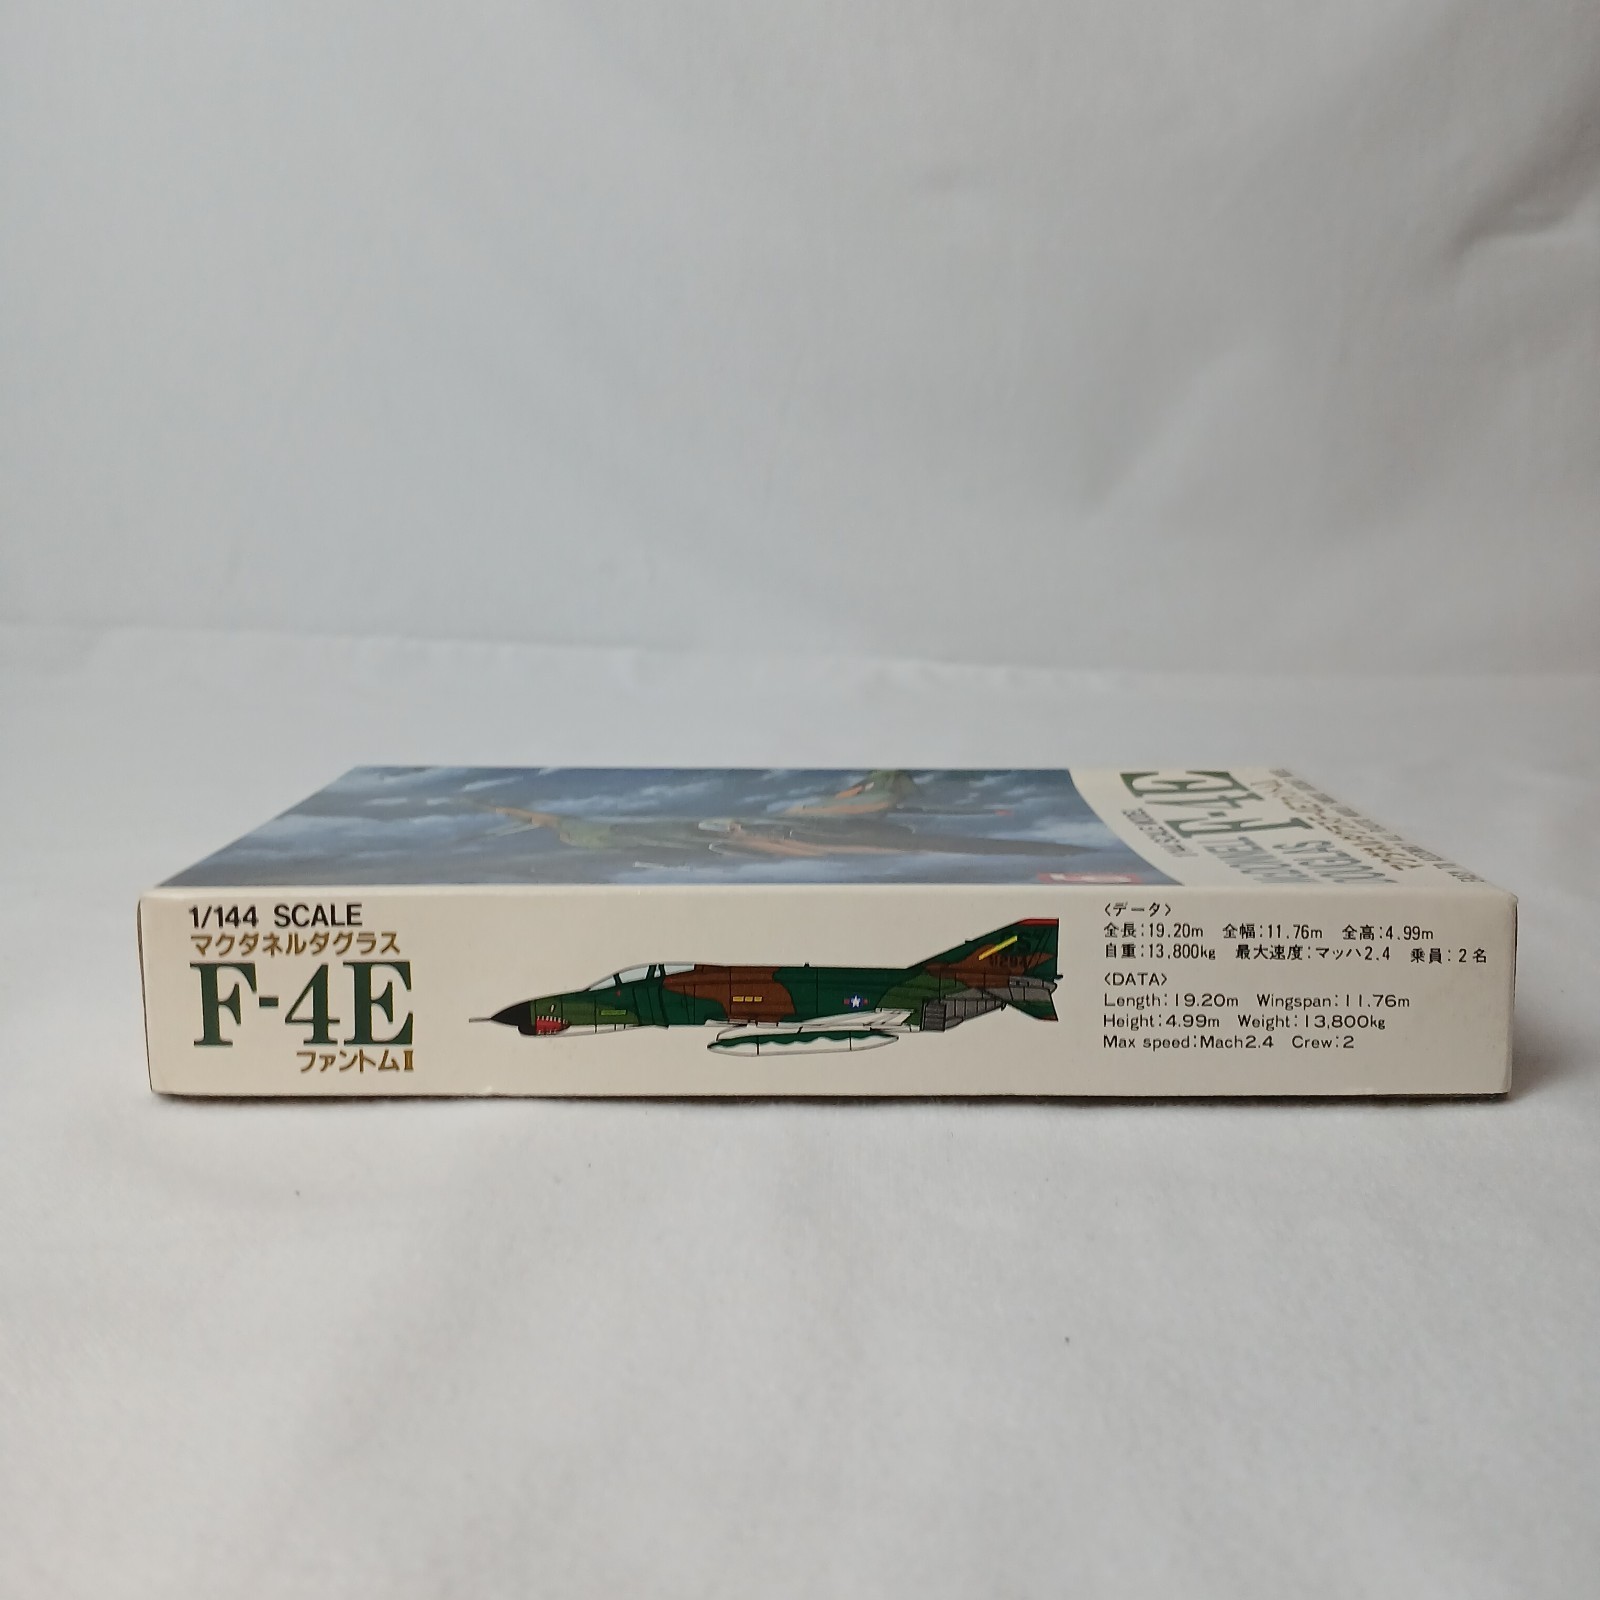 McDONNELL
DOUGLAS F-4E
1/144 SCALE
マクダネルダグラス
F-4E
ファントムⅡ
〈データ〉
全長:19.20m 全幅:11.76m 全高:4.99m
自重:13,800kg 最大速度:マッハ2.4 乗員:2名
〈DATA〉
Length:19.20m Wingspan:11.76m
Height:4.99m Weight:13,800kg
Max speed:Mach2.4 Crew:2